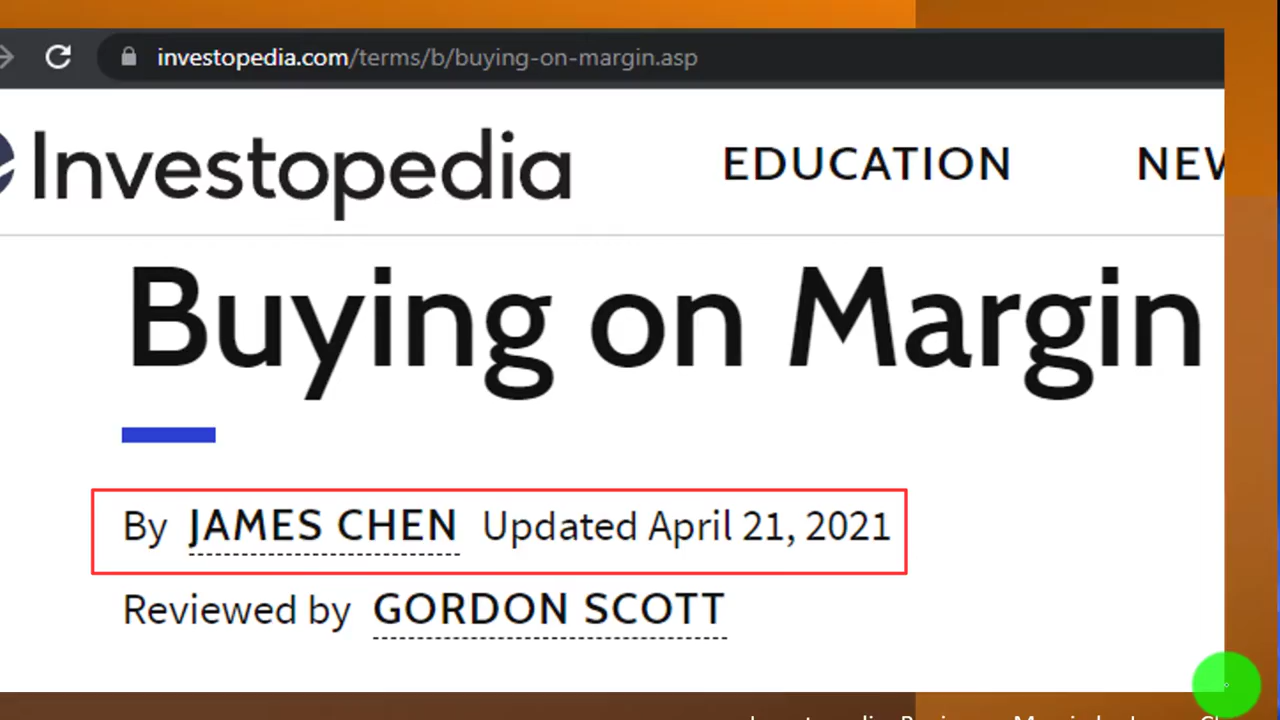 investopedia.com/terms/b/buying-on-margin.asp
Investopedia EDUCATION
Buying on Margin
By JAMES CHEN Updated April 21, 2021
Reviewed by GORDON SCOTT